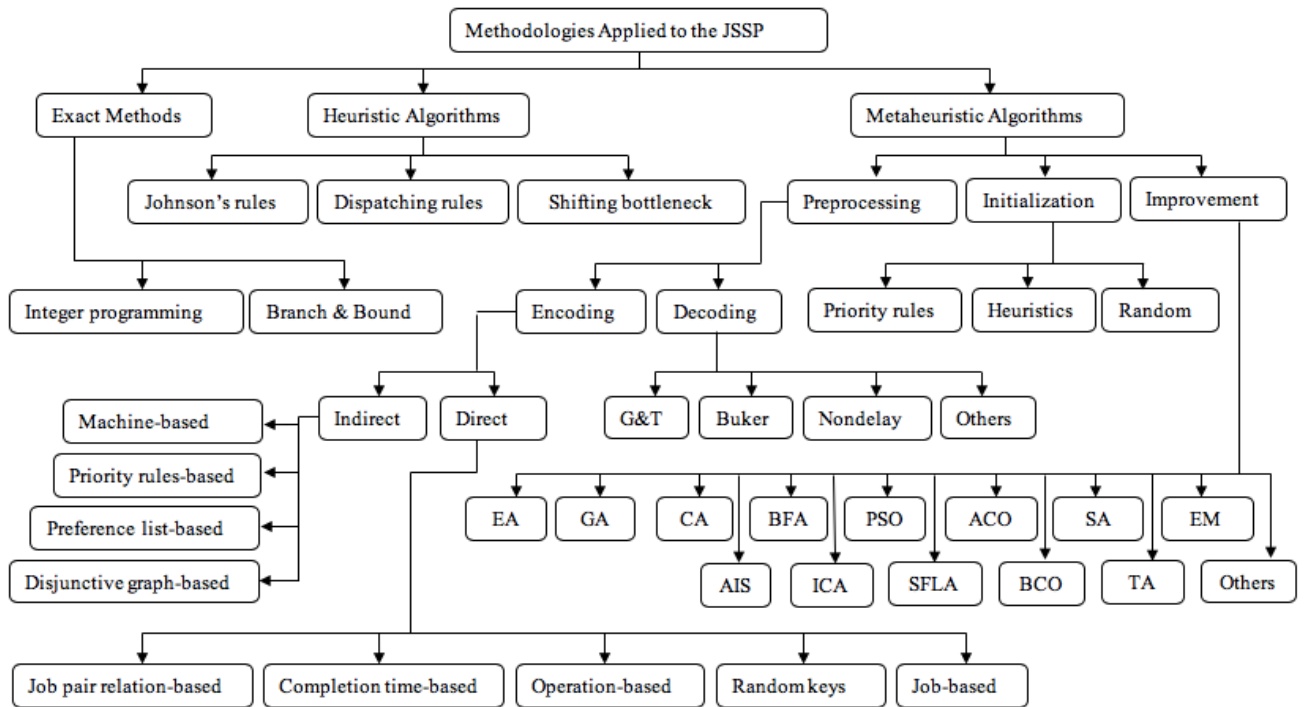 Methodologies Applied to the JSSP
Exact Methods
Heuristic Algorithms
Metaheuristic Algorithms
Johnson's rules
Dispatching rules
Shifting bottleneck
Preprocessing
Initialization
Improvement
Integer programming
Branch & Bound
Encoding
Decoding
Priority rules
Heuristics
Random
Machine-based
Indirect
Direct
G&T
Buker
Nondelay
Others
Priority rules-based
Preference list-based
Disjunctive graph-based
EA
GA
CA
BFA
PSO
ACO
SA
EM
AIS
ICA
SFLA
BCO
TA
Others
Job pair relation-based
Completion time-based
Operation-based
Random keys
Job-based